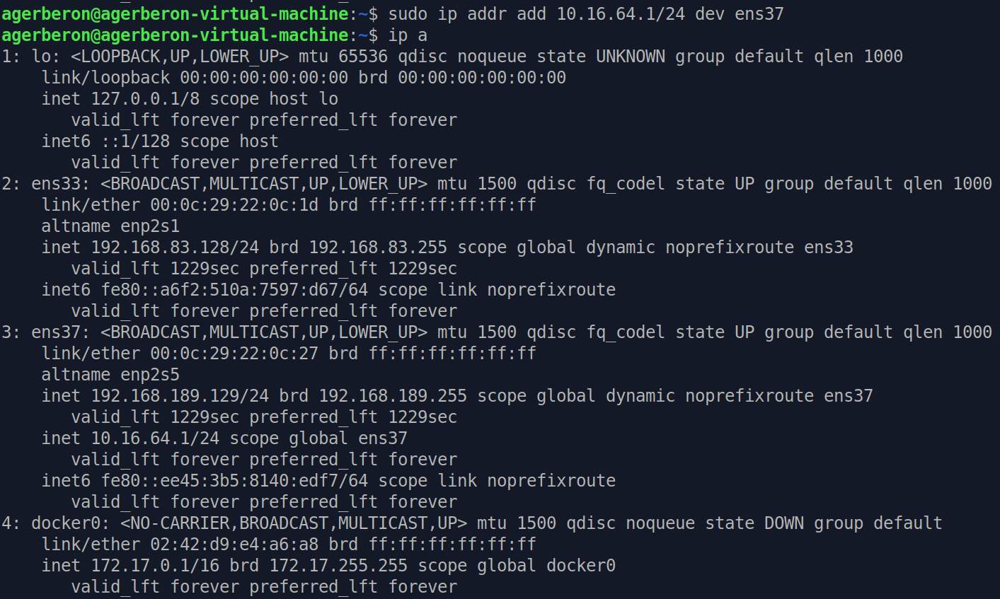 agerberon@agerberon-virtual-machine:~$ sudo ip addr add 10.16.64.1/24 dev ens37
agerberon@agerberon-virtual-machine:~$ ip a
1: lo: <LOOPBACK,UP,LOWER_UP> mtu 65536 qdisc noqueue state UNKNOWN group default qlen 1000
    link/loopback 00:00:00:00:00:00 brd 00:00:00:00:00:00
    inet 127.0.0.1/8 scope host lo
       valid_lft forever preferred_lft forever
    inet6 ::1/128 scope host
       valid_lft forever preferred_lft forever
2: ens33: <BROADCAST,MULTICAST,UP,LOWER_UP> mtu 1500 qdisc fq_codel state UP group default qlen 1000
    link/ether 00:0c:29:22:0c:1d brd ff:ff:ff:ff:ff:ff
    altname enp2s1
    inet 192.168.83.128/24 brd 192.168.83.255 scope global dynamic noprefixroute ens33
       valid_lft 1229sec preferred_lft 1229sec
    inet6 fe80::a6f2:510a:7597:d67/64 scope link noprefixroute
       valid_lft forever preferred_lft forever
3: ens37: <BROADCAST,MULTICAST,UP,LOWER_UP> mtu 1500 qdisc fq_codel state UP group default qlen 1000
    link/ether 00:0c:29:22:0c:27 brd ff:ff:ff:ff:ff:ff
    altname enp2s5
    inet 192.168.189.129/24 brd 192.168.189.255 scope global dynamic noprefixroute ens37
       valid_lft 1229sec preferred_lft 1229sec
    inet 10.16.64.1/24 scope global ens37
       valid_lft forever preferred_lft forever
    inet6 fe80::ee45:3b5:8140:edf7/64 scope link noprefixroute
       valid_lft forever preferred_lft forever
4: docker0: <NO-CARRIER,BROADCAST,MULTICAST,UP> mtu 1500 qdisc noqueue state DOWN group default
    link/ether 02:42:d9:e4:a6:a8 brd ff:ff:ff:ff:ff:ff
    inet 172.17.0.1/16 brd 172.17.255.255 scope global docker0
       valid_lft forever preferred_lft forever